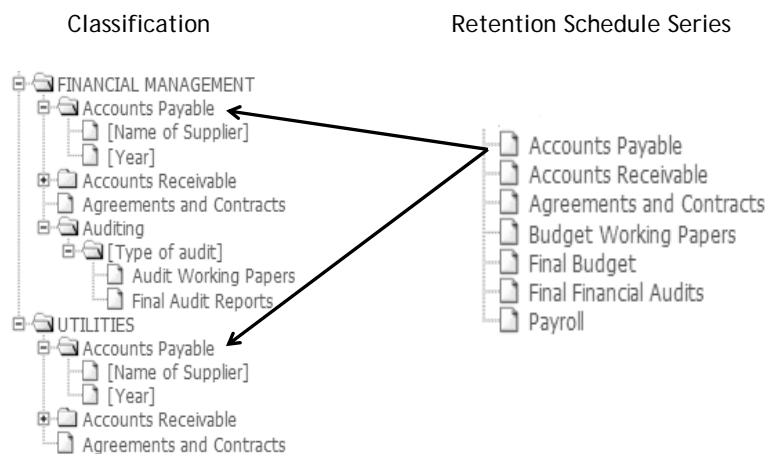 Classification
FINANCIAL MANAGEMENT
Accounts Payable
[Name of Supplier]
[Year]
Accounts Receivable
Agreements and Contracts
Auditing
[Type of audit]
Audit Working Papers
Final Audit Reports
UTILITIES
Accounts Payable
[Name of Supplier]
[Year]
Accounts Receivable
Agreements and Contracts
Retention Schedule Series
Accounts Payable
Accounts Receivable
Agreements and Contracts
Budget Working Papers
Final Budget
Final Financial Audits
Payroll